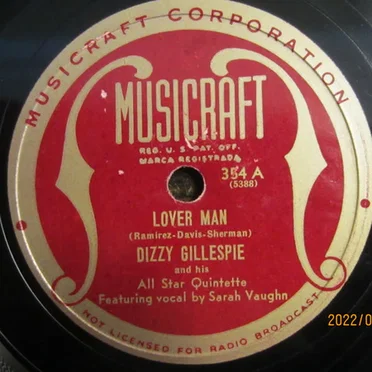 MUSICRAFT CORPORATION
MUSICRAFT
REG. U. S. PAT. OFF.
MARCA REGISTRADA
354 A
(5388)
LOVER MAN
(Ramirez-Davis-Sherman)
DIZZY GILLESPIE
and his
All Star Quintette
Featuring vocal by Sarah Vaughn
NOT LICENSED FOR RADIO BROADCAST
2022/0